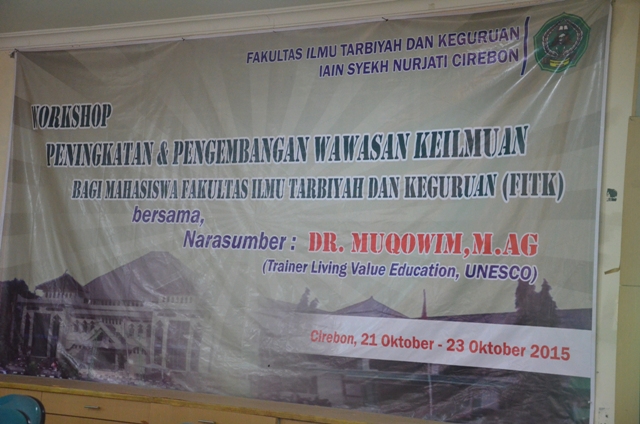 FAKULTAS ILMU TARBIYAH DAN KEGURUAN
IAIN SYEKH NURJATI CIREBON
WORKSHOP
PENINGKATAN & PENGEMBANGAN WAWASAN KEILMUAN
BAGI MAHASISWA FAKULTAS ILMU TARBIYAH DAN KEGURUAN (FITK)
bersama,
Narasumber : DR. MUQOWIM,M.AG
(Trainer Living Value Education, UNESCO)
Cirebon, 21 Oktober - 23 Oktober 2015